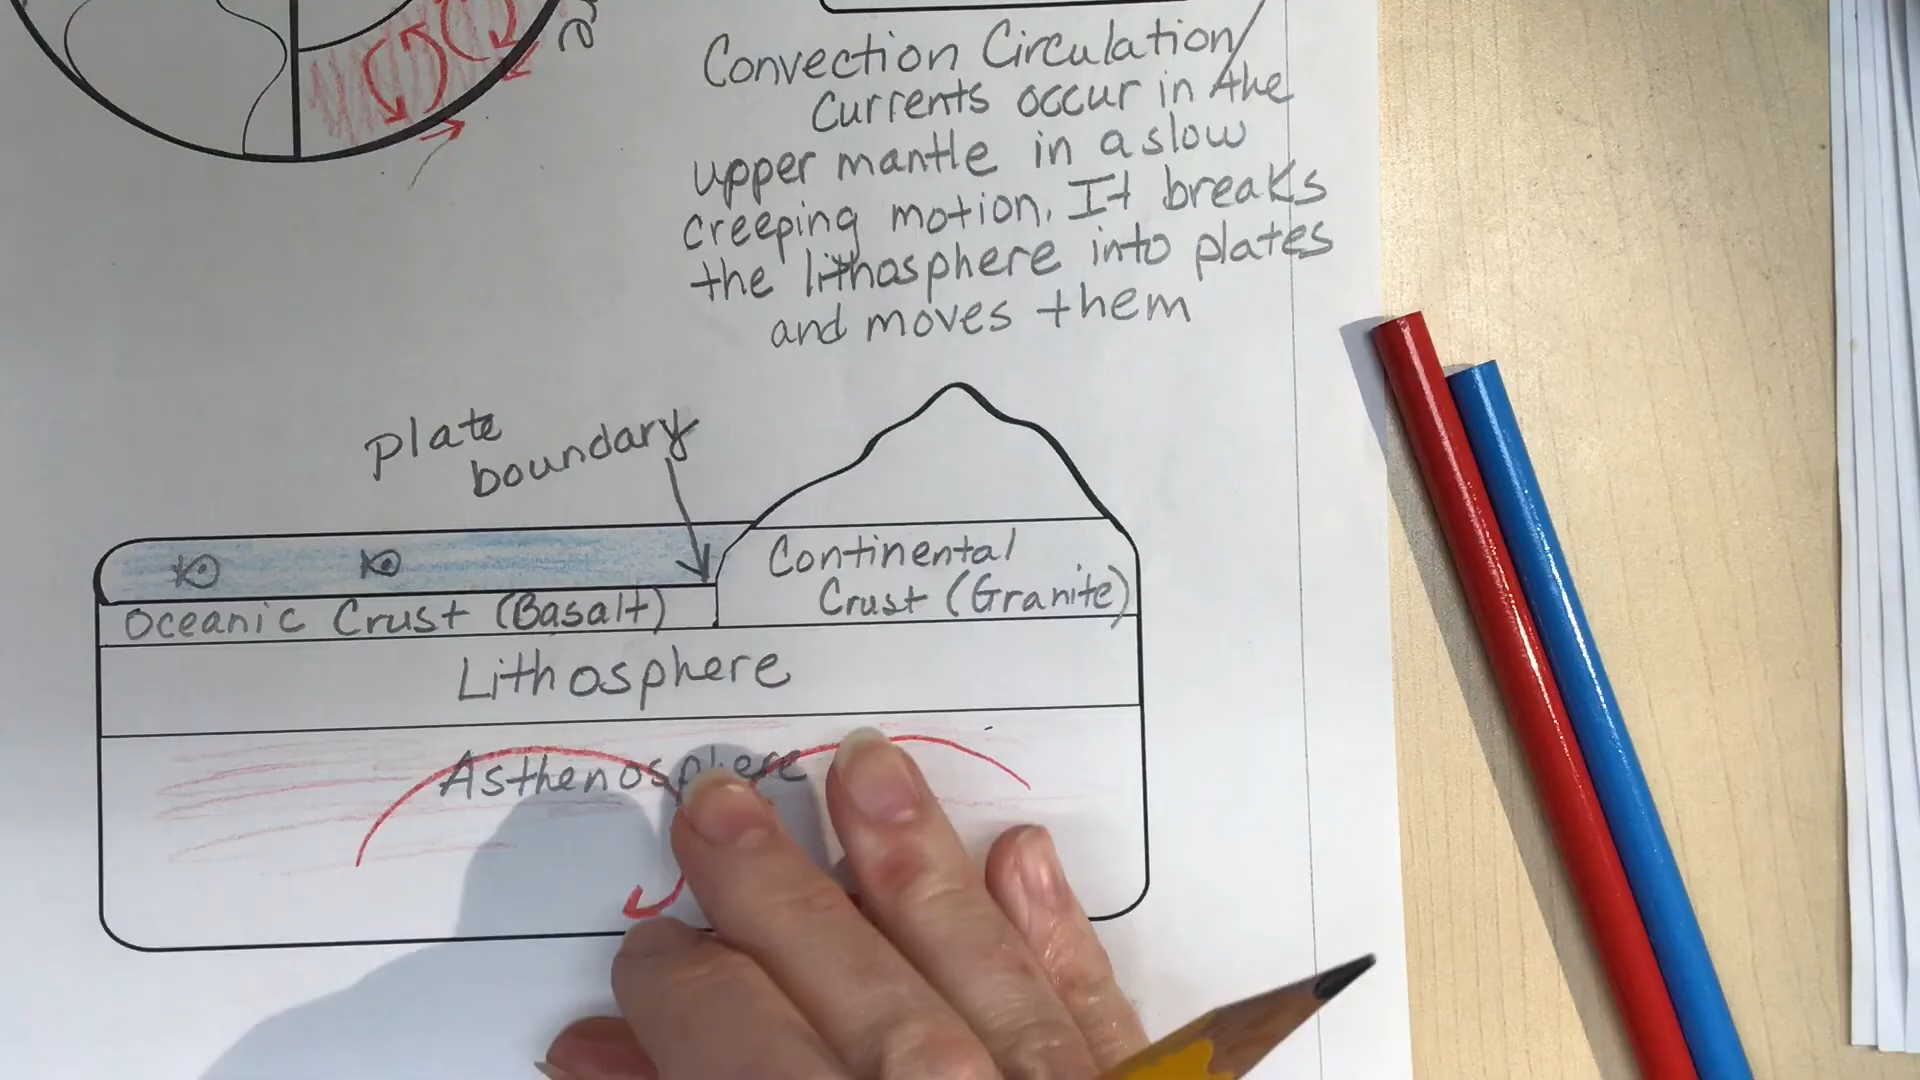 Convection Circulation/
Currents occur in the
upper mantle in a slow
creeping motion. It breaks
the lithosphere into plates
and moves them
plate
boundary
Continental
Crust (Granite)
Oceanic Crust (Basalt)
Lithosphere
Asthenosphere